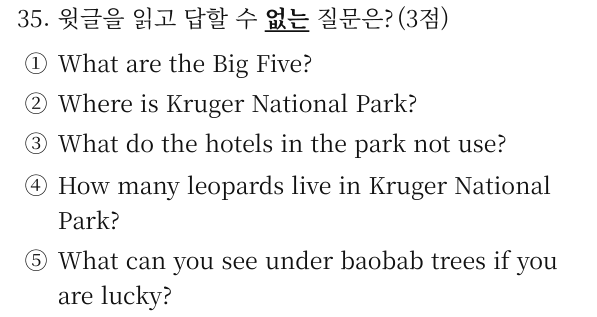 35. 윗글을 읽고 답할 수 없는 질문은?(3점)
① What are the Big Five?
② Where is Kruger National Park?
③ What do the hotels in the park not use?
④ How many leopards live in Kruger National
Park?
⑤ What can you see under baobab trees if you
are lucky?